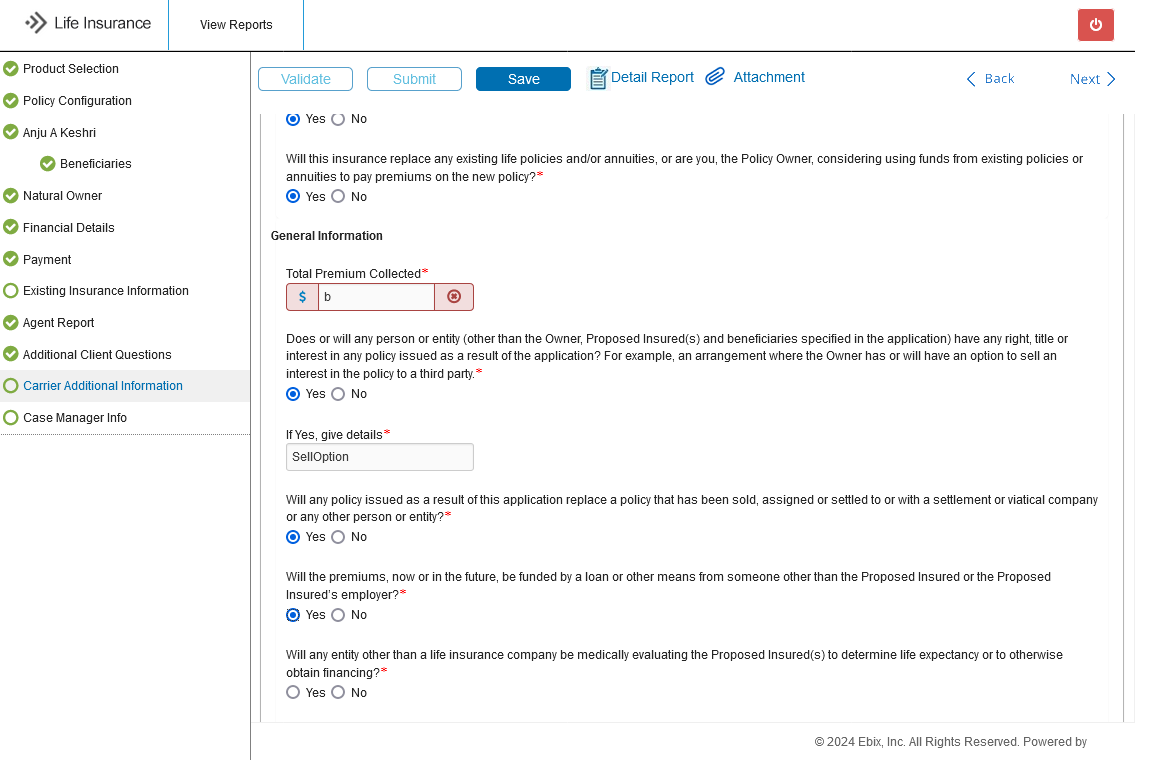 Life Insurance
View Reports
Product Selection
Policy Configuration
Anju A Keshri
Beneficiaries
Natural Owner
Financial Details
Payment
Existing Insurance Information
Agent Report
Additional Client Questions
Carrier Additional Information
Case Manager Info
Validate Submit Save Detail Report Attachment Back Next
Yes No
Will this insurance replace any existing life policies and/or annuities, or are you, the Policy Owner, considering using funds from existing policies or
annuities to pay premiums on the new policy?*
Yes No
General Information
Total Premium Collected*
$ b
Does or will any person or entity (other than the Owner, Proposed Insured(s) and beneficiaries specified in the application) have any right, title or
interest in any policy issued as a result of the application? For example, an arrangement where the Owner has or will have an option to sell an
interest in the policy to a third party.*
Yes No
If Yes, give details*
SellOption
Will any policy issued as a result of this application replace a policy that has been sold, assigned or settled to or with a settlement or viatical company
or any other person or entity?*
Yes No
Will the premiums, now or in the future, be funded by a loan or other means from someone other than the Proposed Insured or the Proposed
Insured's employer?*
Yes No
Will any entity other than a life insurance company be medically evaluating the Proposed Insured(s) to determine life expectancy or to otherwise
obtain financing?*
Yes No
© 2024 Ebix, Inc. All Rights Reserved. Powered by